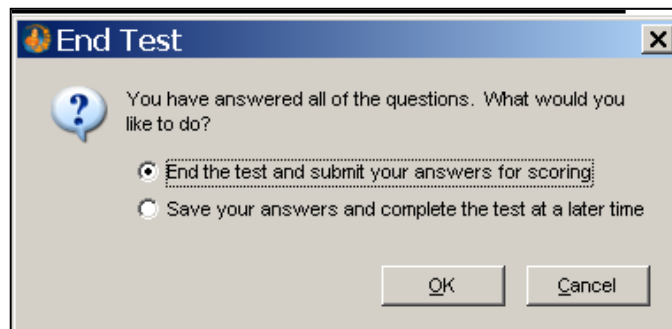 End Test
You have answered all of the questions. What would you
like to do?
End the test and submit your answers for scoring
Save your answers and complete the test at a later time
OK
Cancel